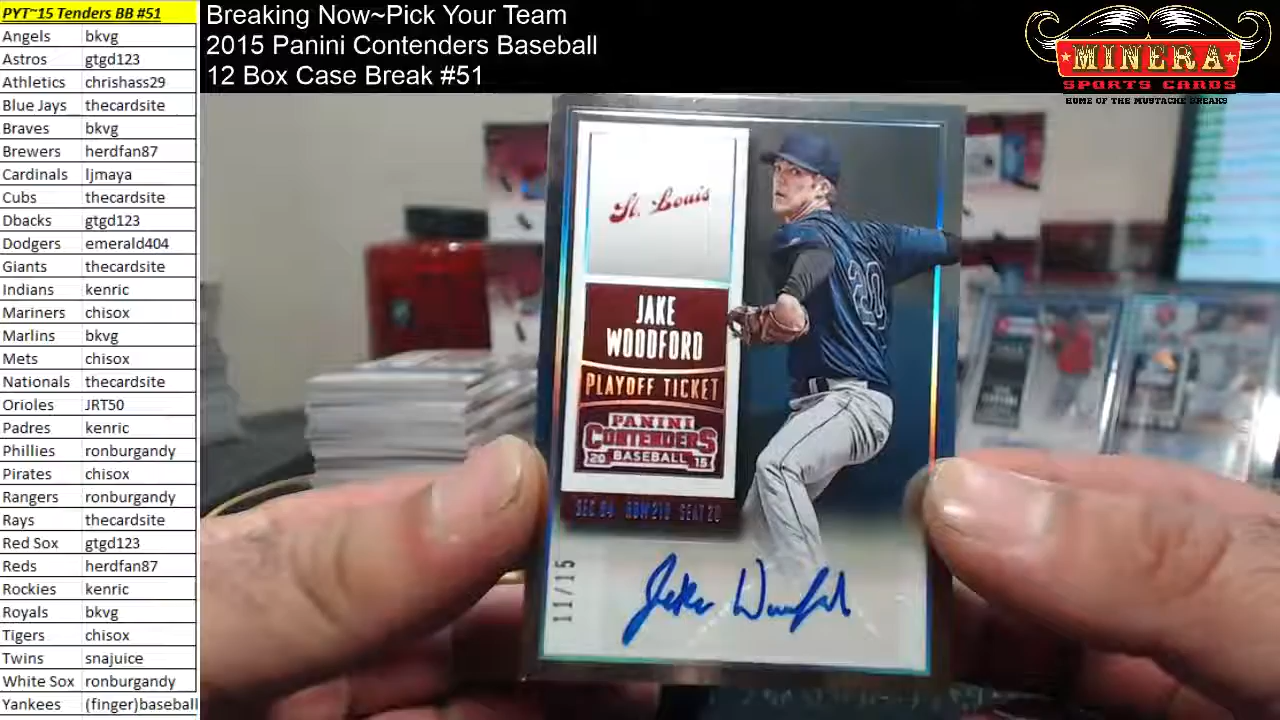 PYT~15 Tenders BB #51
Angels bkvg
Astros gtgd123
Athletics chrishass29
Blue Jays thecardsite
Braves bkvg
Brewers herdfan87
Cardinals ljmaya
Cubs thecardsite
Dbacks gtgd123
Dodgers emerald404
Giants thecardsite
Indians kenric
Mariners chisox
Marlins bkvg
Mets chisox
Nationals thecardsite
Orioles JRT50
Padres kenric
Phillies ronburgandy
Pirates chisox
Rangers ronburgandy
Rays thecardsite
Red Sox gtgd123
Reds herdfan87
Rockies kenric
Royals bkvg
Tigers chisox
Twins snajuice
White Sox ronburgandy
Yankees (finger)baseball
Breaking Now~Pick Your Team
2015 Panini Contenders Baseball
12 Box Case Break #51
MINERA
SPORTS CARDS
HOME OF THE MUSTACHE BREAKS
St. Louis
JAKE
WOODFORD
PLAYOFF TICKET
PANINI
CONTENDERS
20 BASEBALL 15
20
11/15